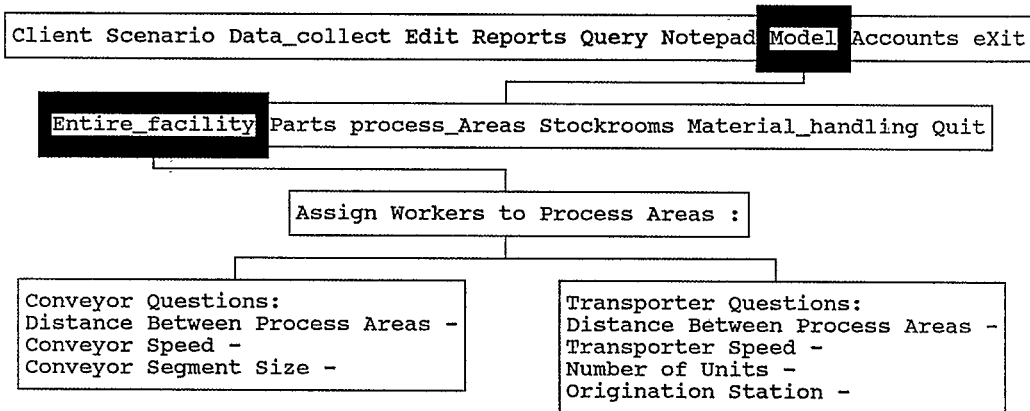 Client Scenario Data_collect Edit Reports Query Notepad Model Accounts eXit
Entire_facility Parts process_Areas Stockrooms Material_handling Quit
Assign Workers to Process Areas :
Conveyor Questions:
Distance Between Process Areas -
Conveyor Speed -
Conveyor Segment Size -
Transporter Questions:
Distance Between Process Areas -
Transporter Speed -
Number of Units -
Origination Station -